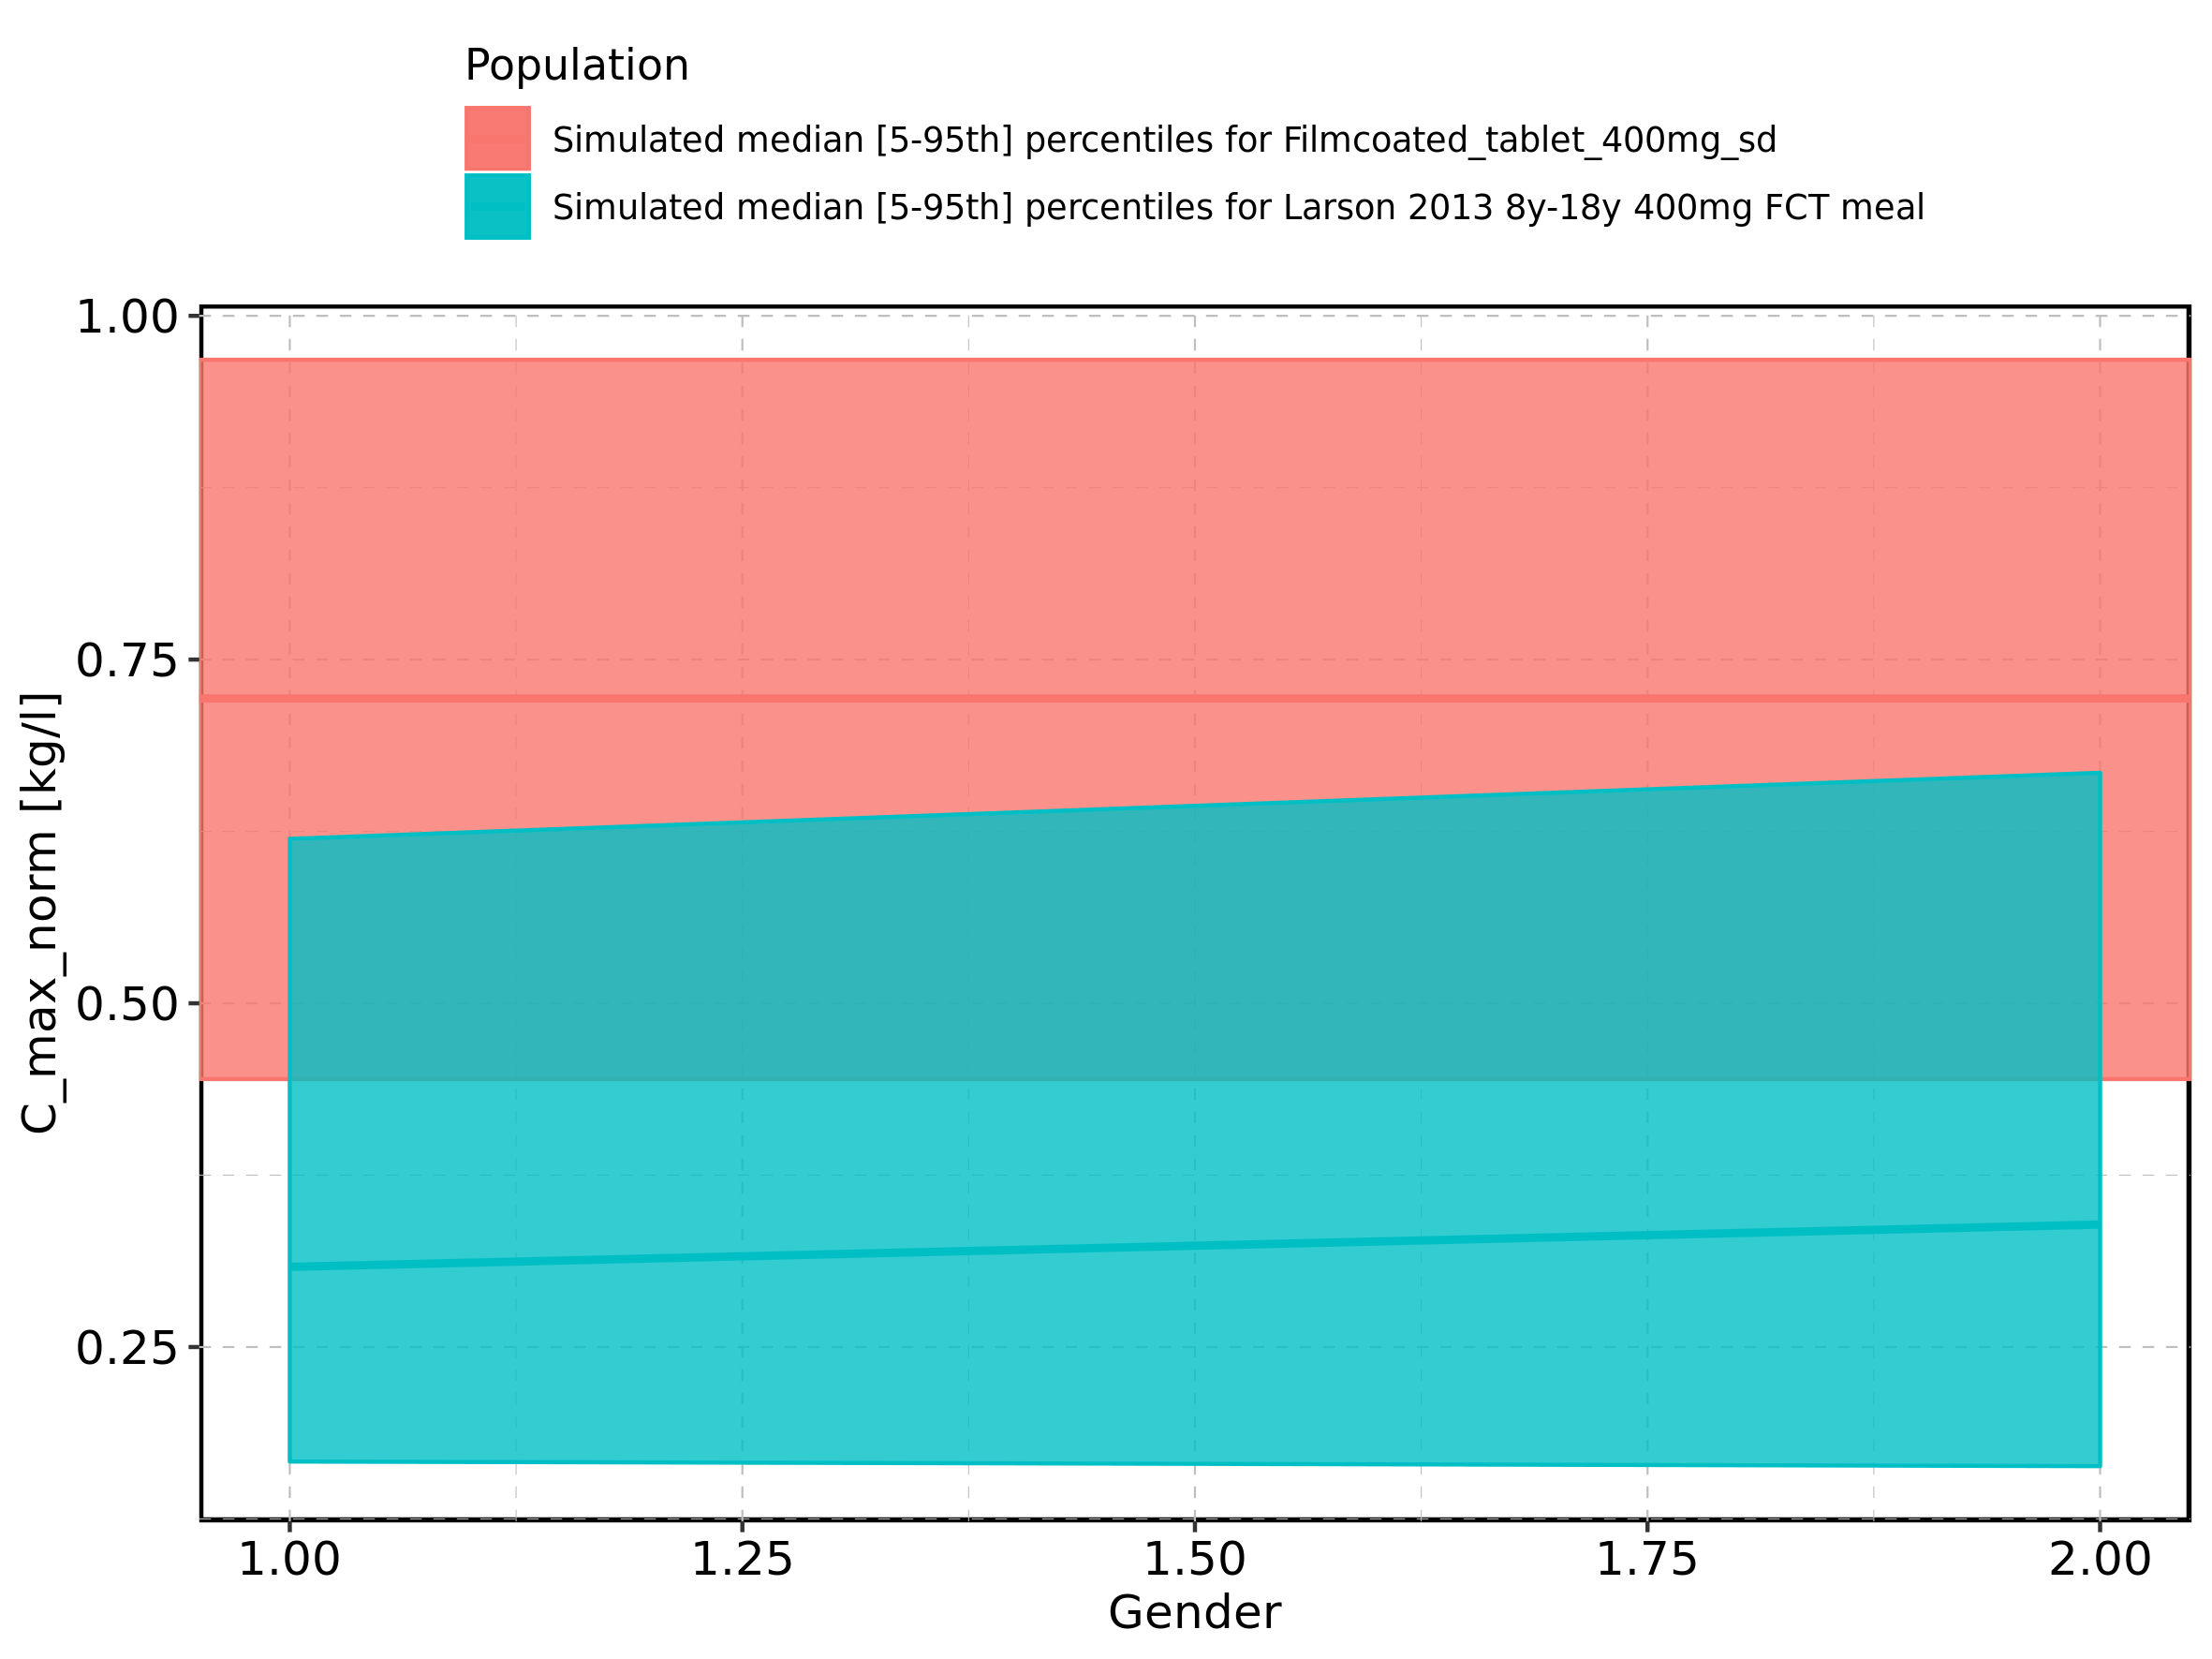 Population
Simulated median [5-95th] percentiles for Filmcoated_tablet_400mg_sd
Simulated median [5-95th] percentiles for Larson 2013 8y-18y 400mg FCT meal
1.00
0.75
0.50
0.25
C_max_norm [kg/l]
1.00 1.25 1.50 1.75 2.00
Gender